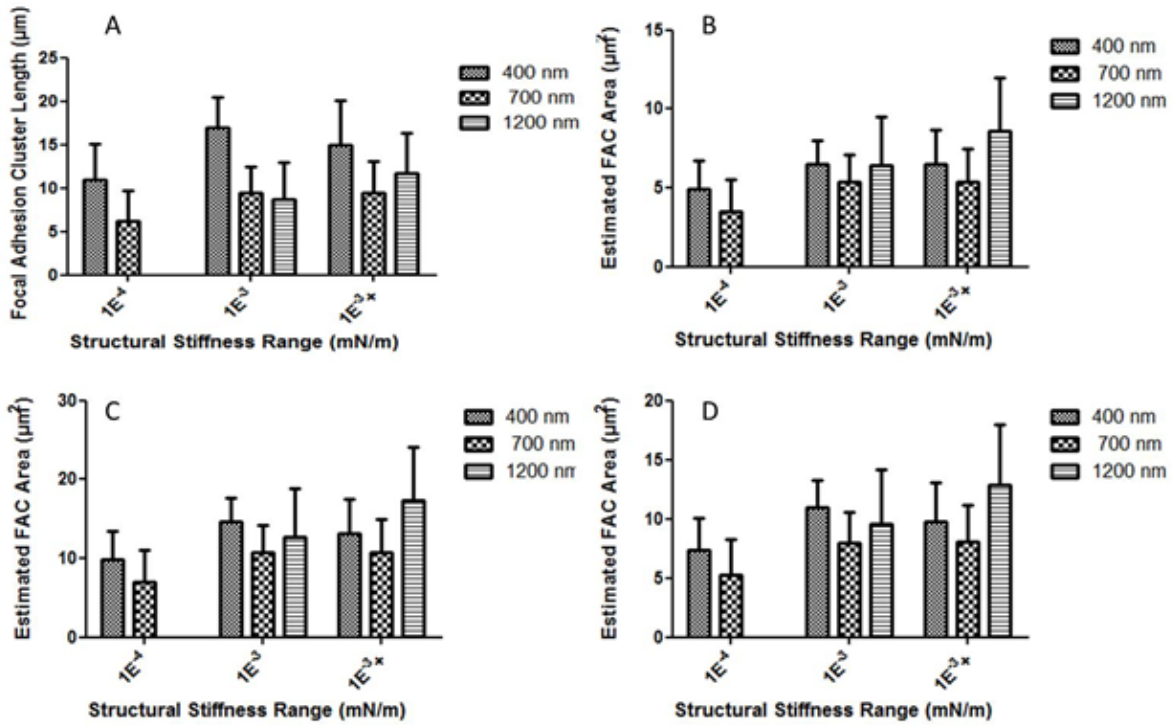 A
Focal Adhesion Cluster Length (µm)
25
20
15
10
5
0
400 nm
700 nm
1200 nm
1E⁻⁴
1E⁻³
1E⁻³ ×
Structural Stiffness Range (mN/m)
B
Estimated FAC Area (µm²)
15
10
5
0
400 nm
700 nm
1200 nm
1E⁻⁴
1E⁻³
1E⁻³ ×
Structural Stiffness Range (mN/m)
C
Estimated FAC Area (µm²)
30
20
10
0
400 nm
700 nm
1200 nm
1E⁻⁴
1E⁻³
1E⁻³ ×
Structural Stiffness Range (mN/m)
D
Estimated FAC Area (µm²)
20
15
10
5
0
400 nm
700 nm
1200 nm
1E⁻⁴
1E⁻³
1E⁻³ ×
Structural Stiffness Range (mN/m)